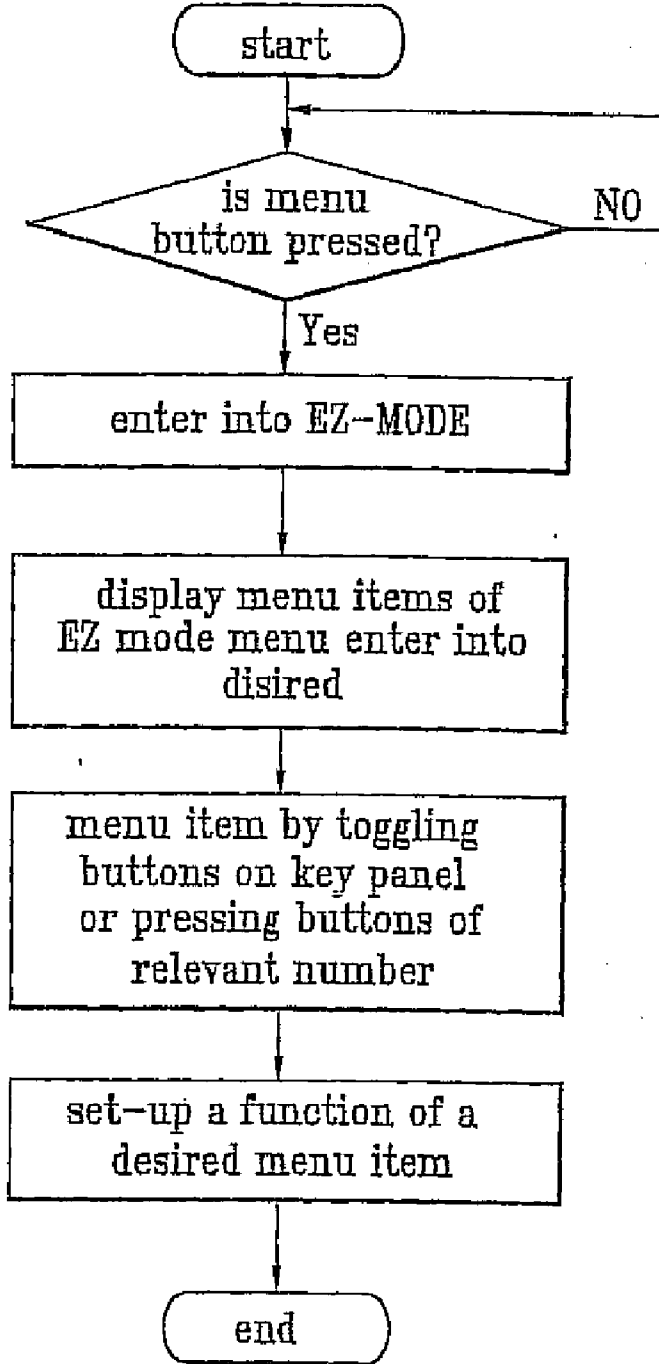 start
is menu
button pressed?
NO
Yes
enter into EZ-MODE
display menu items of
EZ mode menu enter into
disired
menu item by toggling
buttons on key panel
or pressing buttons of
relevant number
set-up a function of a
desired menu item
end